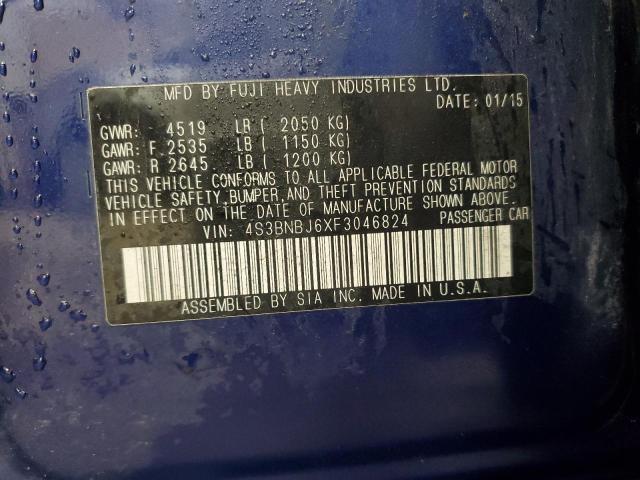 MFD BY FUJI HEAVY INDUSTRIES LTD.
DATE: 01/15
GVWR: 4519 LB ( 2050 KG)
GAWR: F 2535 LB ( 1150 KG)
GAWR: R 2645 LB ( 1200 KG)
THIS VEHICLE CONFORMS TO ALL APPLICABLE FEDERAL MOTOR
VEHICLE SAFETY, BUMPER, AND THEFT PREVENTION STANDARDS
IN EFFECT ON THE DATE OF MANUFACTURE SHOWN ABOVE.
VIN: 4S3BNBJ6XF3046824 PASSENGER CAR
ASSEMBLED BY SIA INC. MADE IN U.S.A.